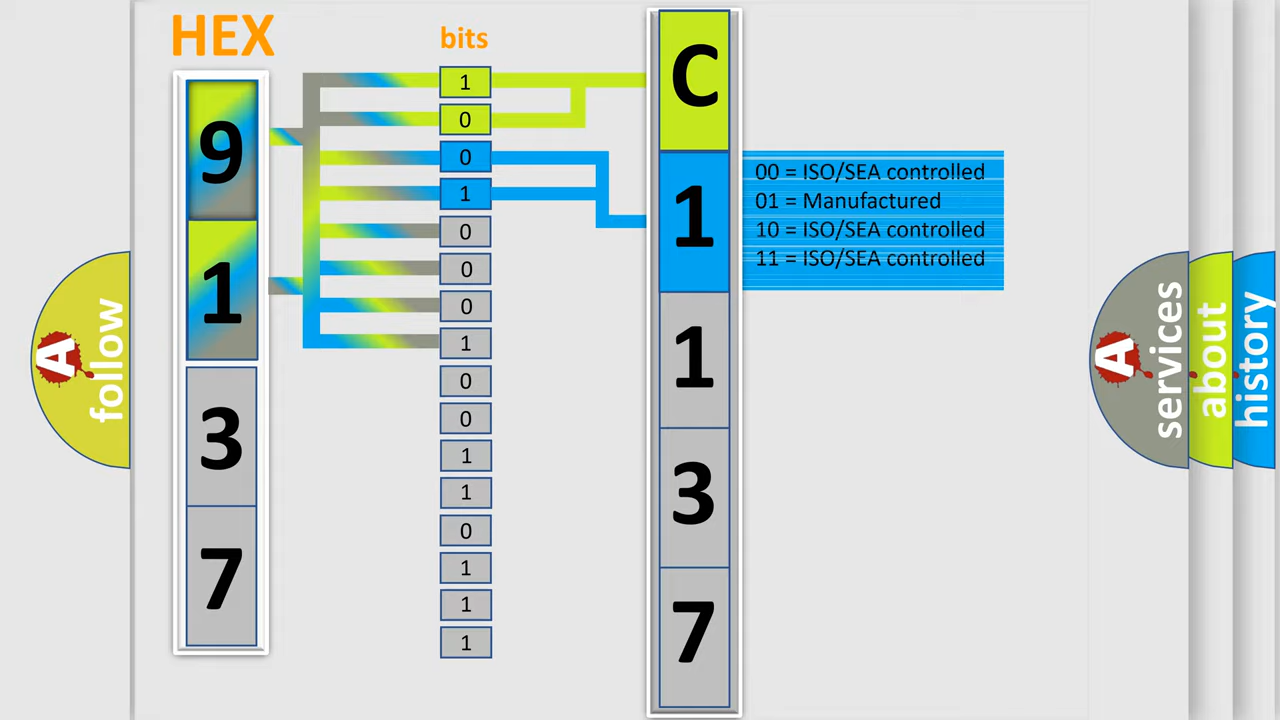 HEX
bits
9
1
3
7
1
0
0
1
0
0
0
1
0
0
1
1
0
1
1
1
C
1
1
3
7
00 = ISO/SEA controlled
01 = Manufactured
10 = ISO/SEA controlled
11 = ISO/SEA controlled
A
follow
A
services
about
history